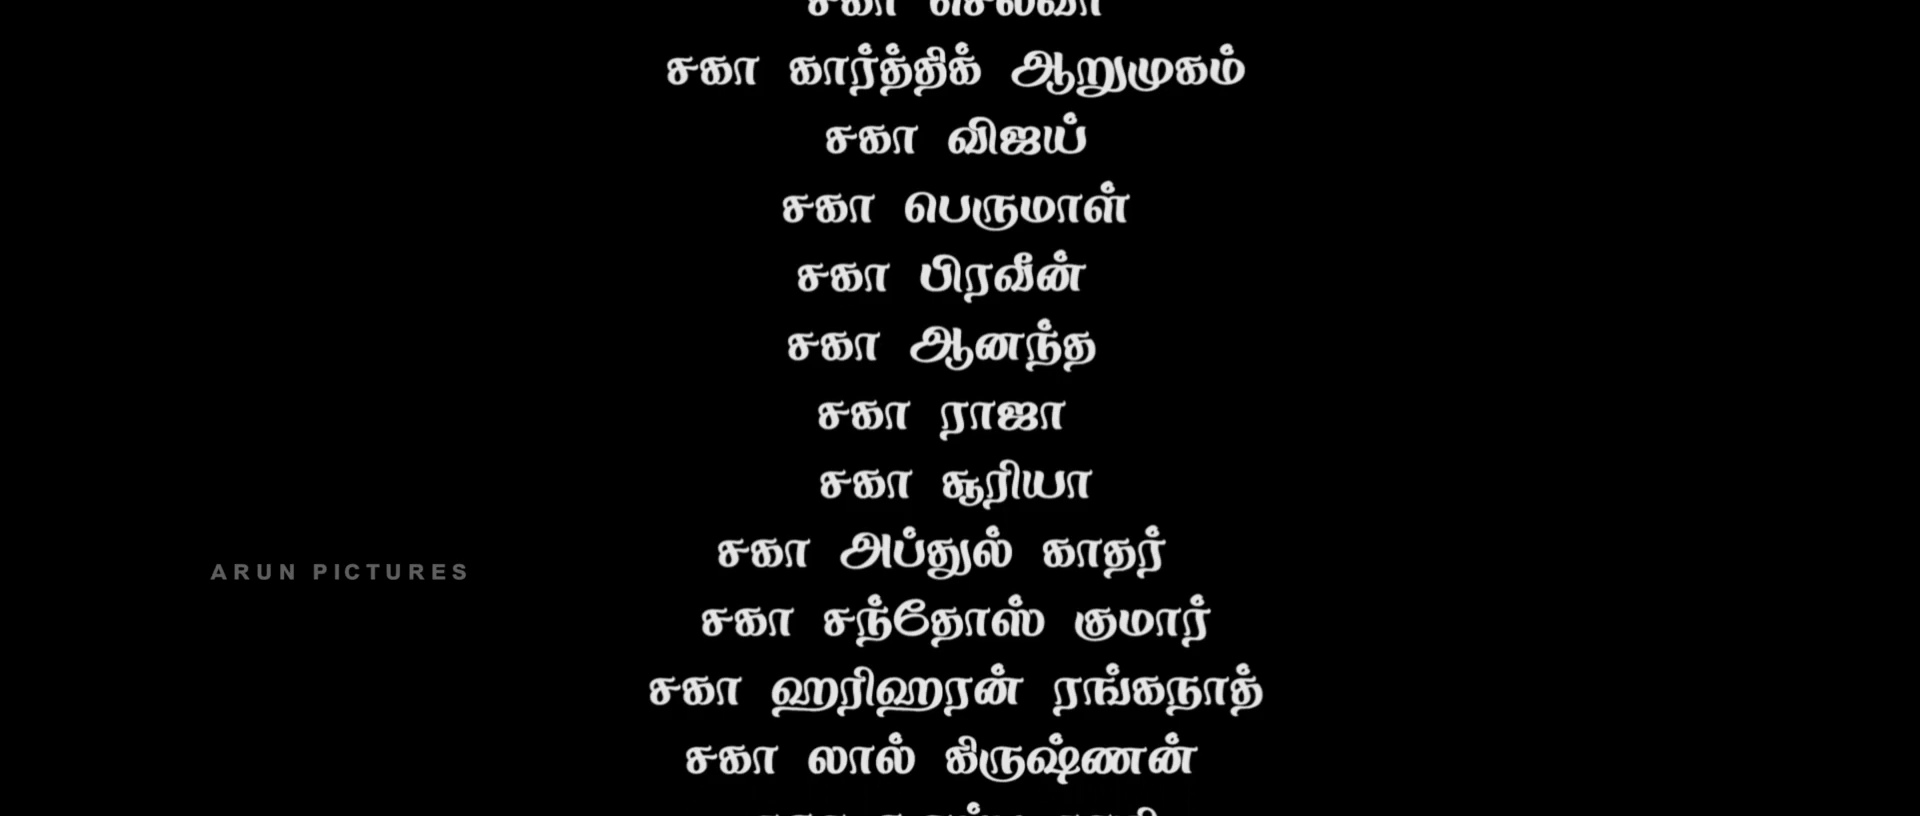 சகா செல்வா
சகா கார்த்திக் ஆறுமுகம்
சகா விஜய்
சகா பெருமாள்
சகா பிரவீன்
சகா ஆனந்த
சகா ராஜா
சகா சூரியா
சகா அப்துல் காதர்
ARUN PICTURES
சகா சந்தோஸ் குமார்
சகா ஹரிஹரன் ரங்கநாத்
சகா லால் கிருஷ்ணன்